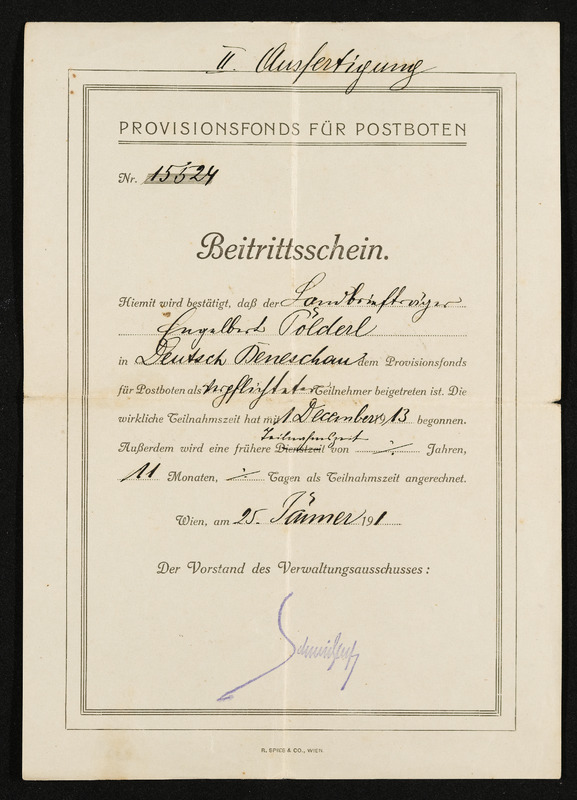 II. Ausfertigung
PROVISIONSFONDS FÜR POSTBOTEN
Nr. 15524
Beitrittsschein.
Hiemit wird bestätigt, daß der Landbriefträger
Engelbert Pölderl
in Deutsch Beneschau dem Provisionsfonds
für Postboten als verpflichteter Teilnehmer beigetreten ist. Die
wirkliche Teilnahmszeit hat mit 1 December 1913 begonnen.
Teilnahmszeit
Außerdem wird eine frühere Dienstzeit von ./. Jahren,
11 Monaten, ./. Tagen als Teilnahmszeit angerechnet.
Wien, am 25. Jänner 191
Der Vorstand des Verwaltungsausschusses:
R. SPIES & CO., WIEN